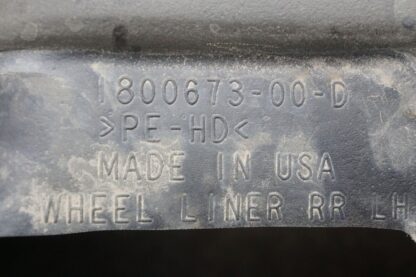 1800673-00-D
>PE-HD<
MADE IN USA
WHEEL LINER RR LH